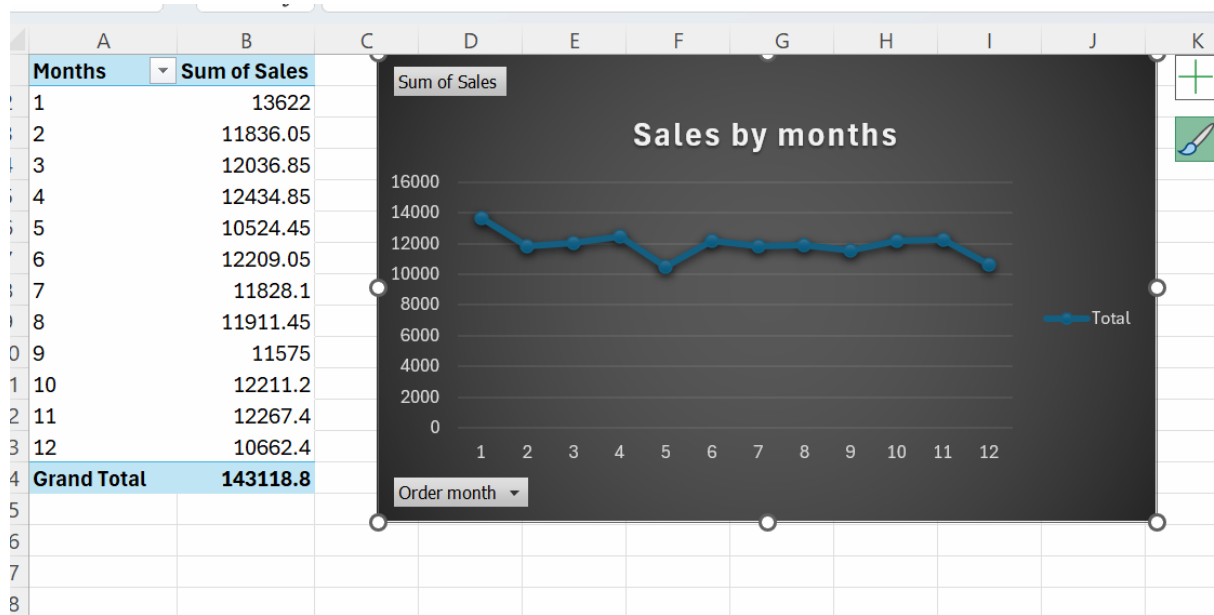 A B C D E F G H I J K
Months Sum of Sales
1 13622
2 11836.05
3 12036.85
4 12434.85
5 10524.45
6 12209.05
7 11828.1
8 11911.45
9 11575
10 12211.2
11 12267.4
12 10662.4
Grand Total 143118.8
Sum of Sales
Sales by months
16000
14000
12000
10000
8000
6000
4000
2000
0
1 2 3 4 5 6 7 8 9 10 11 12
Total
Order month